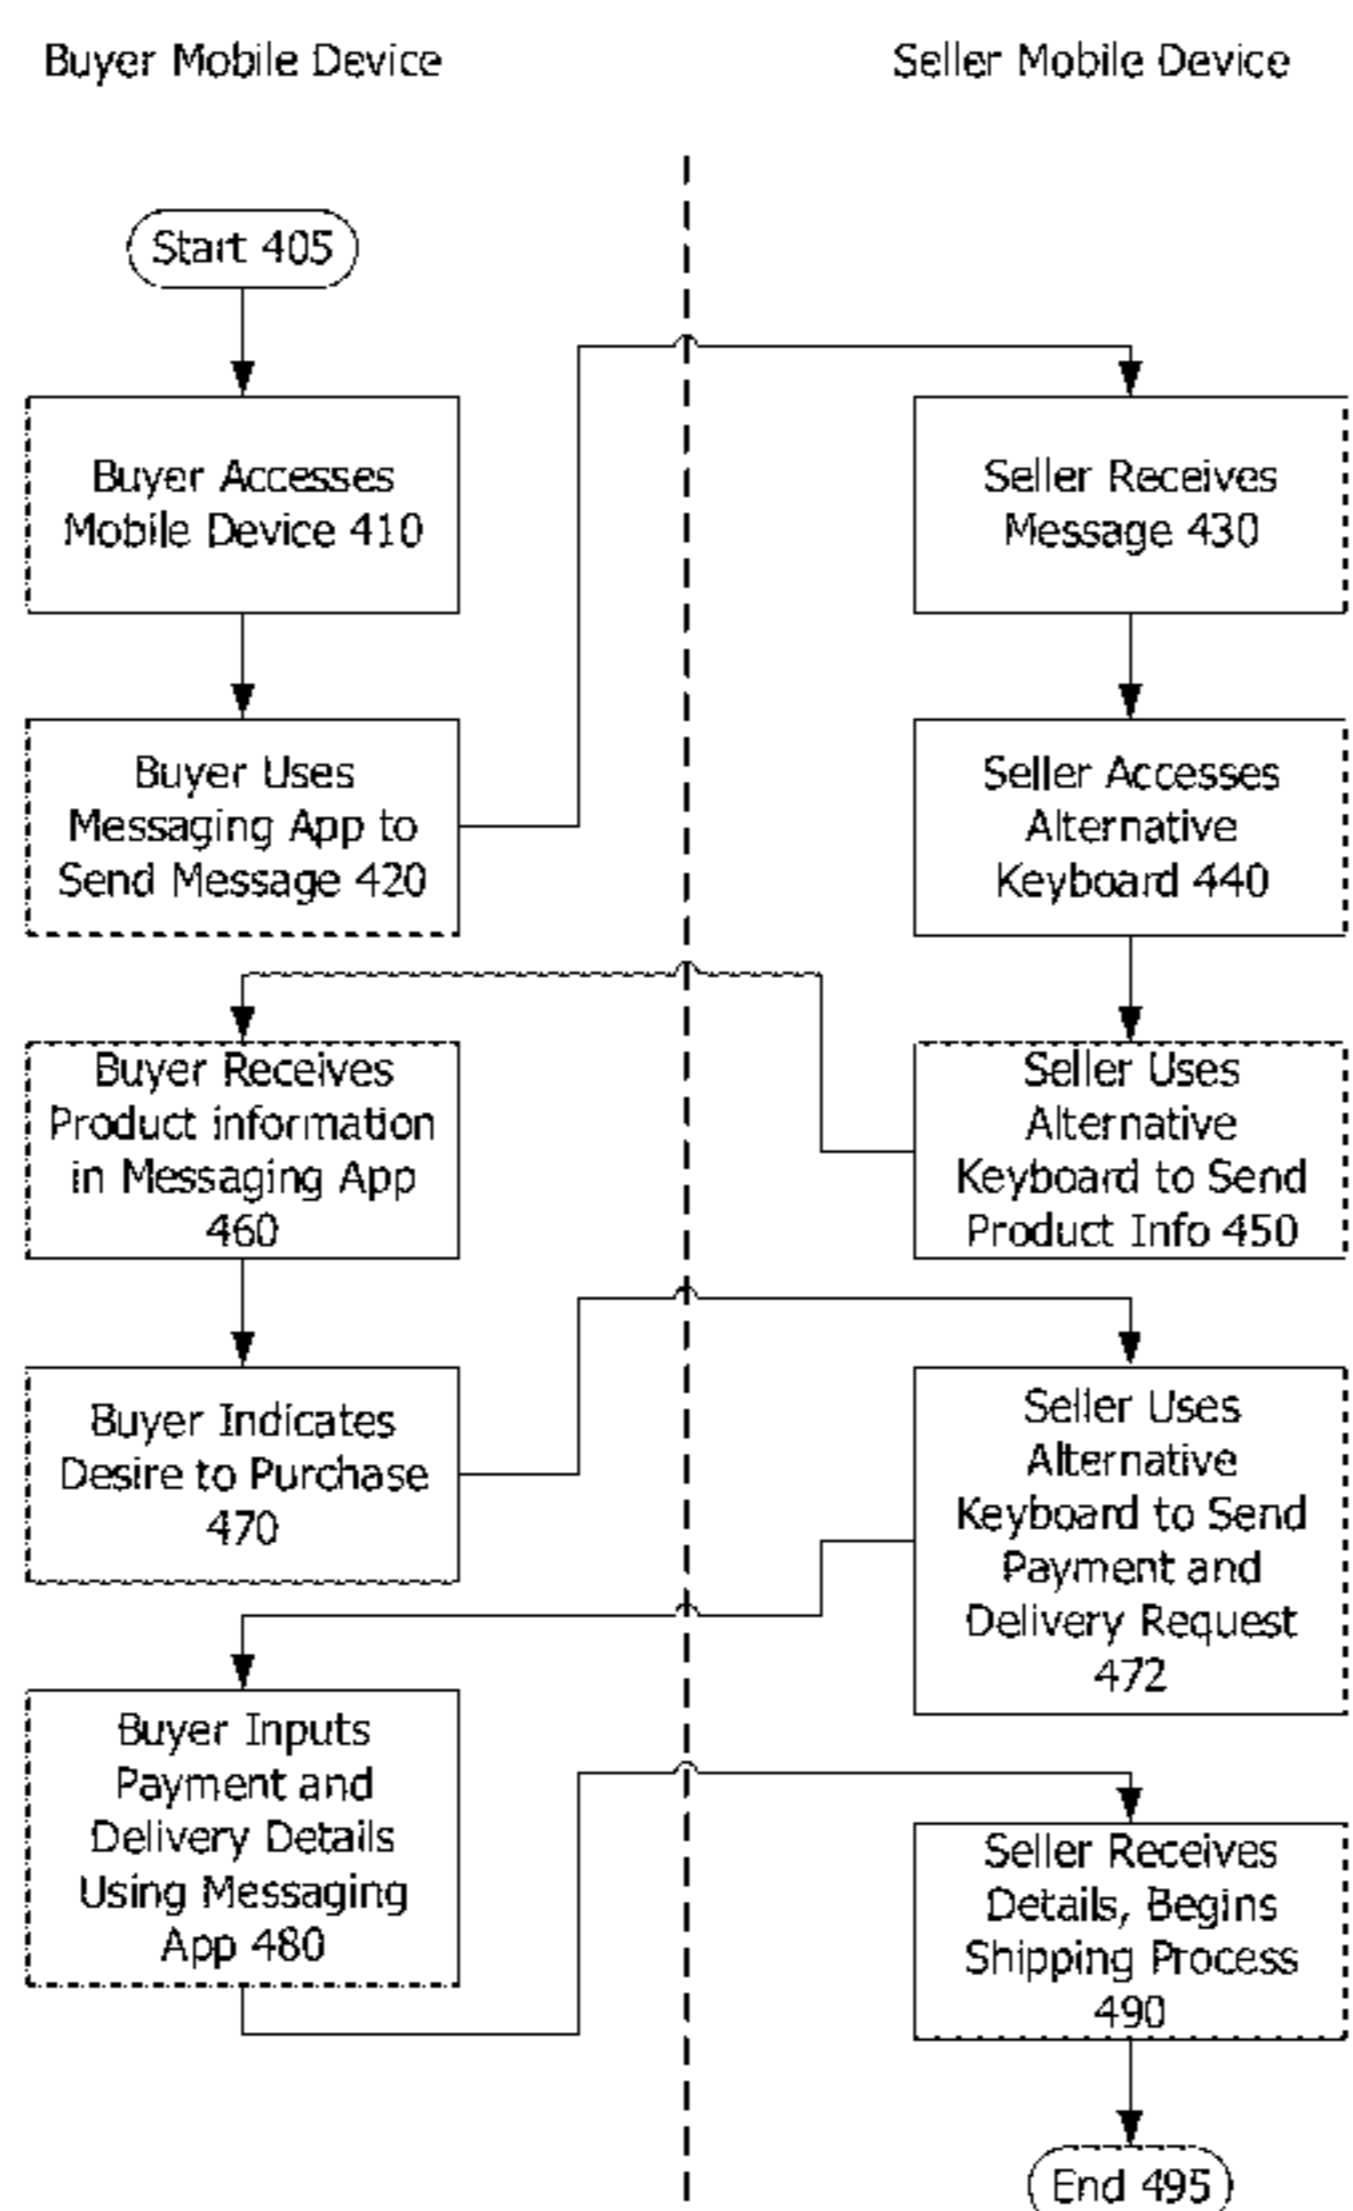 Buyer Mobile Device
Seller Mobile Device
Start 405
Buyer Accesses
Mobile Device 410
Buyer Uses
Messaging App to
Send Message 420
Seller Receives
Message 430
Seller Accesses
Alternative
Keyboard 440
Seller Uses
Alternative
Keyboard to Send
Product Info 450
Buyer Receives
Product information
in Messaging App
460
Buyer Indicates
Desire to Purchase
470
Seller Uses
Alternative
Keyboard to Send
Payment and
Delivery Request
472
Buyer Inputs
Payment and
Delivery Details
Using Messaging
App 480
Seller Receives
Details, Begins
Shipping Process
490
End 495